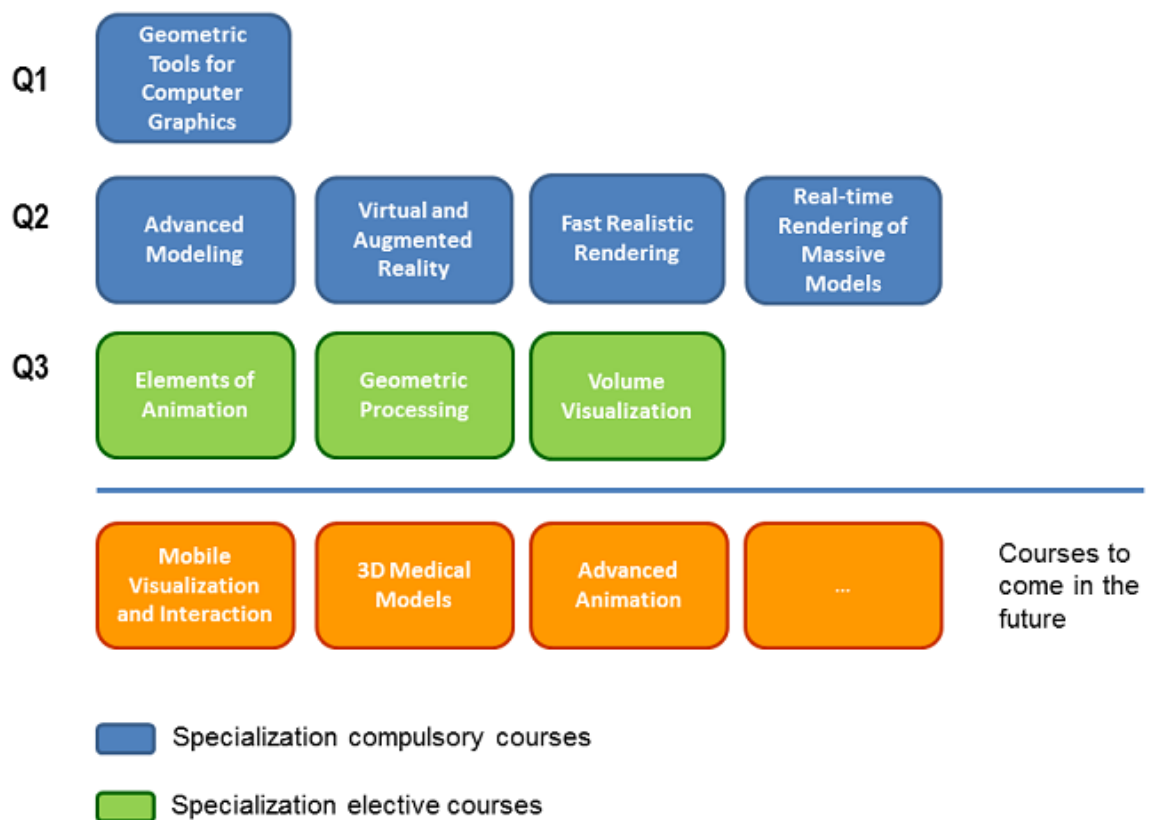 Q1
Geometric
Tools for
Computer
Graphics
Q2
Advanced
Modeling
Virtual and
Augmented
Reality
Fast Realistic
Rendering
Real-time
Rendering of
Massive
Models
Q3
Elements of
Animation
Geometric
Processing
Volume
Visualization
Mobile
Visualization
and Interaction
3D Medical
Models
Advanced
Animation
...
Courses to
come in the
future
Specialization compulsory courses
Specialization elective courses